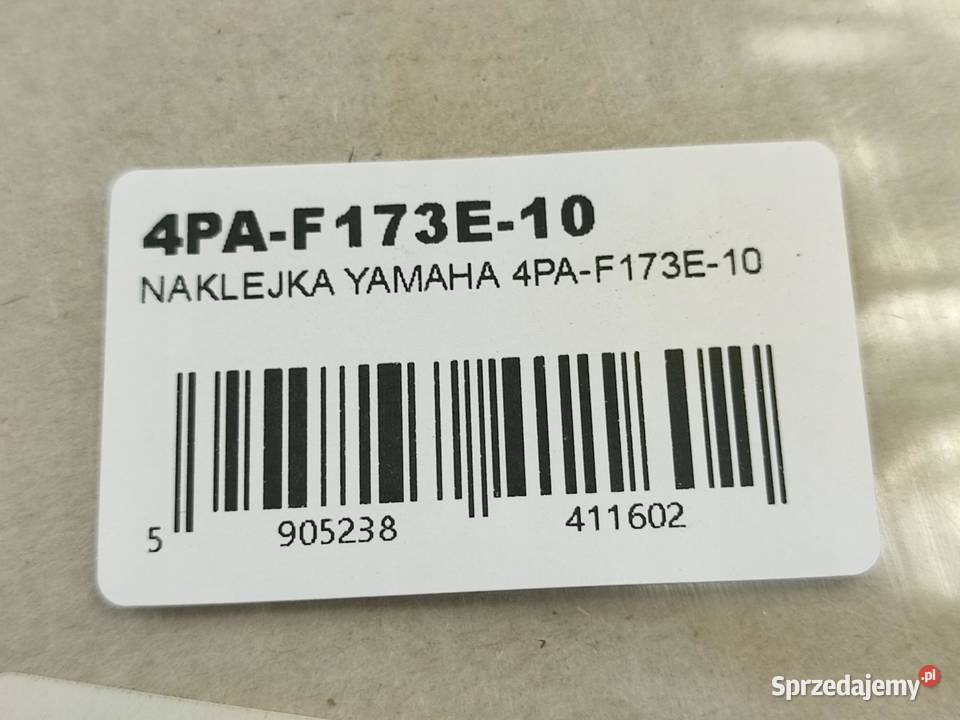 4PA-F173E-10
NAKLEJKA YAMAHA 4PA-F173E-10
5 905238 411602
Sprzedajemy.pl